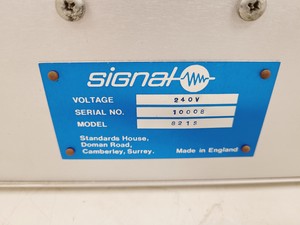 signal
VOLTAGE 240V
SERIAL NO. 10008
MODEL 8212
Standards House,
Doman Road,
Camberley, Surrey. Made in England